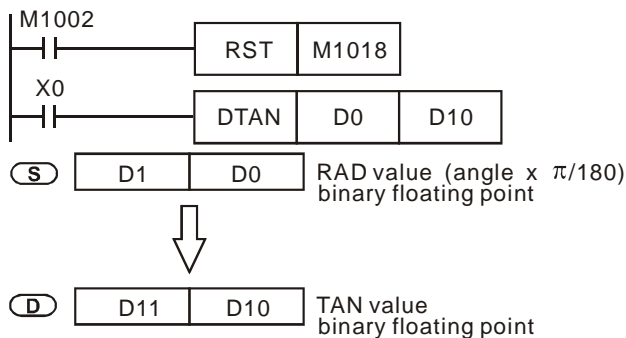 M1002
RST M1018
X0
DTAN D0 D10
S D1 D0 RAD value (angle x π/180)
binary floating point
D D11 D10 TAN value
binary floating point